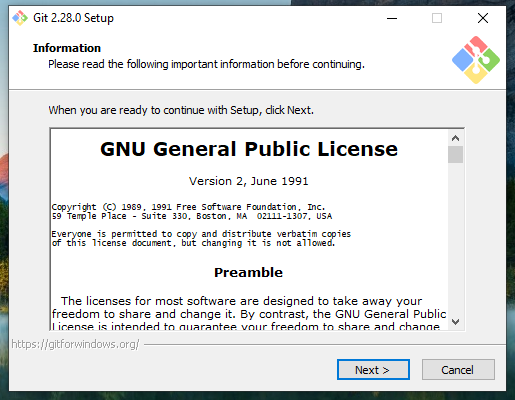 Git 2.28.0 Setup
Information
Please read the following important information before continuing.
When you are ready to continue with Setup, click Next.
GNU General Public License
Version 2, June 1991
Copyright (C) 1989, 1991 Free Software Foundation, Inc.
59 Temple Place - Suite 330, Boston, MA  02111-1307, USA
Everyone is permitted to copy and distribute verbatim copies
of this license document, but changing it is not allowed.
Preamble
The licenses for most software are designed to take away your
freedom to share and change it. By contrast, the GNU General Public
License is intended to guarantee your freedom to share and change
https://gitforwindows.org/
Next >
Cancel